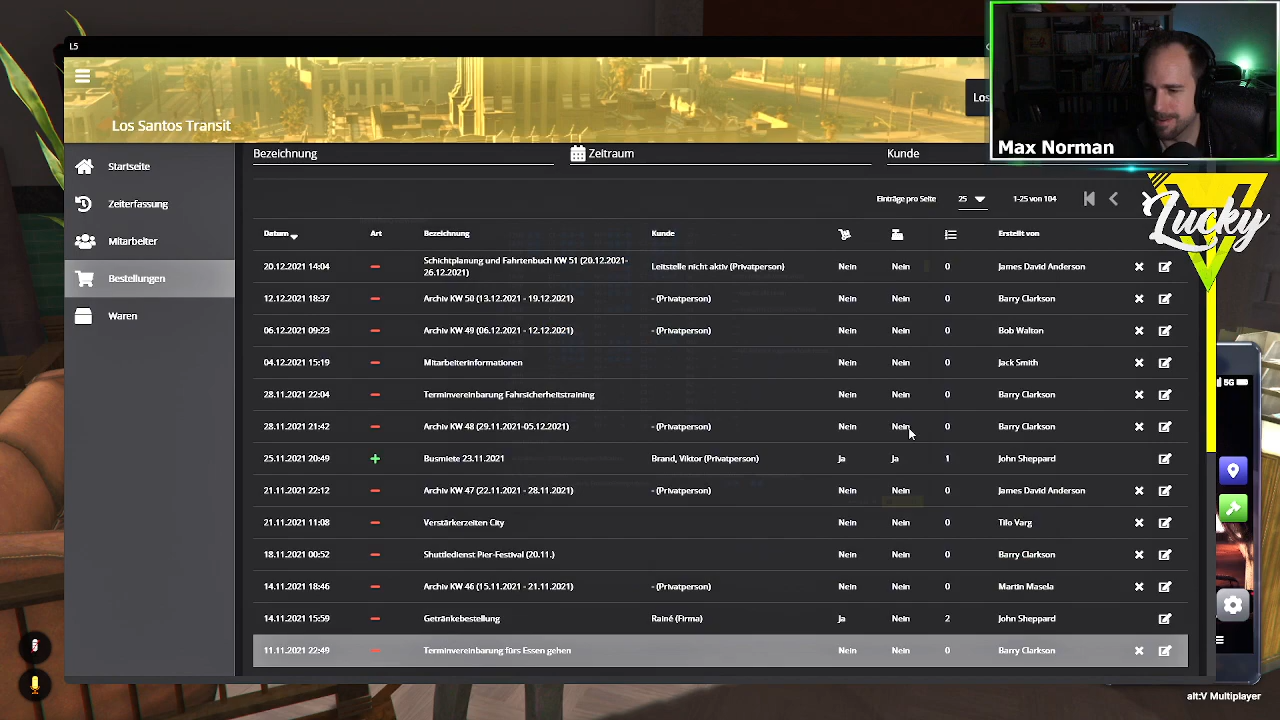 L5
Los Santos Transit
Los
Max Norman
Lucky
Startseite
Zeiterfassung
Mitarbeiter
Bestellungen
Waren
Bezeichnung Zeitraum Kunde
Einträge pro Seite 25 1-25 von 104
Datum Art Bezeichnung Kunde Erstellt von
20.12.2021 14:04 Schichtplanung und Fahrtenbuch KW 51 (20.12.2021-
26.12.2021) Leitstelle nicht aktiv (Privatperson) Nein Nein 0 James David Anderson
12.12.2021 18:37 Archiv KW 50 (13.12.2021 - 19.12.2021) - (Privatperson) Nein Nein 0 Barry Clarkson
06.12.2021 09:23 Archiv KW 49 (06.12.2021 - 12.12.2021) - (Privatperson) Nein Nein 0 Bob Walton
04.12.2021 15:19 Mitarbeiterinformationen Nein Nein 0 Jack Smith
28.11.2021 22:04 Terminvereinbarung Fahrsicherheitstraining Nein Nein 0 Barry Clarkson
28.11.2021 21:42 Archiv KW 48 (29.11.2021-05.12.2021) - (Privatperson) Nein Nein 0 Barry Clarkson
25.11.2021 20:49 Busmiete 23.11.2021 Brand, Viktor (Privatperson) Ja Ja 1 John Sheppard
21.11.2021 22:12 Archiv KW 47 (22.11.2021 - 28.11.2021) - (Privatperson) Nein Nein 0 James David Anderson
21.11.2021 11:08 Verstärkerzeiten City Nein Nein 0 Tilo Varg
18.11.2021 00:52 Shuttledienst Pier-Festival (20.11.) Nein Nein 0 Barry Clarkson
14.11.2021 18:46 Archiv KW 46 (15.11.2021 - 21.11.2021) - (Privatperson) Nein Nein 0 Martin Masela
14.11.2021 15:59 Getränkebestellung Rainé (Firma) Ja Nein 2 John Sheppard
11.11.2021 22:49 Terminvereinbarung fürs Essen gehen Nein Nein 0 Barry Clarkson
5G
alt:V Multiplayer